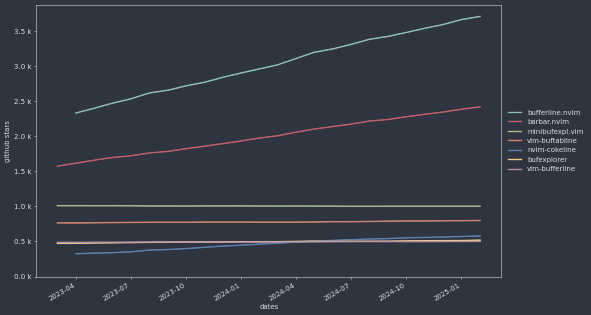 3.5 k
3.0 k
2.5 k
2.0 k
1.5 k
1.0 k
0.5 k
0.0 k
github stars
2023-04
2023-07
2023-10
2024-01
2024-04
2024-07
2024-10
2025-01
dates
bufferline.nvim
barbar.nvim
minibufexpl.vim
vim-buftabline
nvim-cokeline
bufexplorer
vim-bufferline